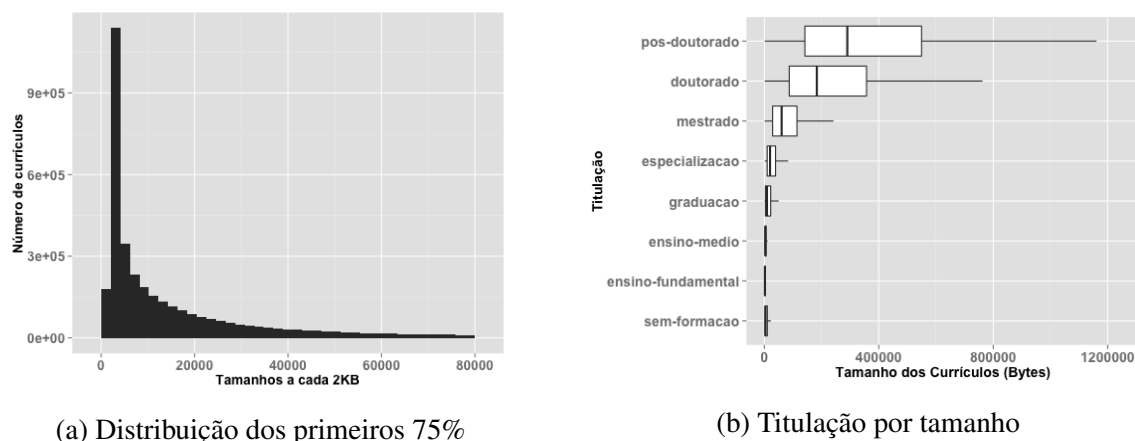 9e+05
6e+05
3e+05
0e+00
Número de currículos
0
20000
40000
60000
80000
Tamanhos a cada 2KB
(a) Distribuição dos primeiros 75%
pos-doutorado
doutorado
mestrado
especializacao
graduacao
ensino-medio
ensino-fundamental
sem-formacao
Titulação
0
400000
800000
1200000
Tamanho dos Currículos (Bytes)
(b) Titulação por tamanho